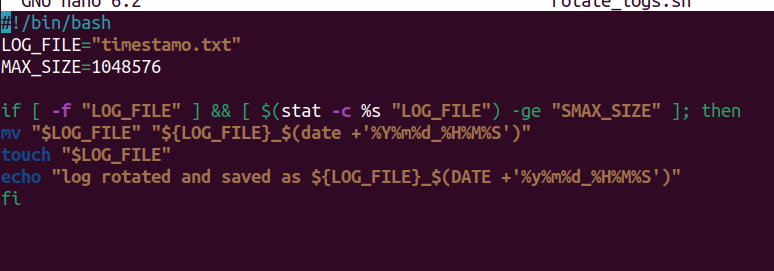 GNU nano 6.2 rotate_logs.sh
#!/bin/bash
LOG_FILE="timestamo.txt"
MAX_SIZE=1048576
if [ -f "LOG_FILE" ] && [ $(stat -c %s "LOG_FILE") -ge "SMAX_SIZE" ]; then
mv "$LOG_FILE" "${LOG_FILE}_$(date +'%Y%m%d_%H%M%S')"
touch "$LOG_FILE"
echo "log rotated and saved as ${LOG_FILE}_$(DATE +'%y%m%d_%H%M%S')"
fi